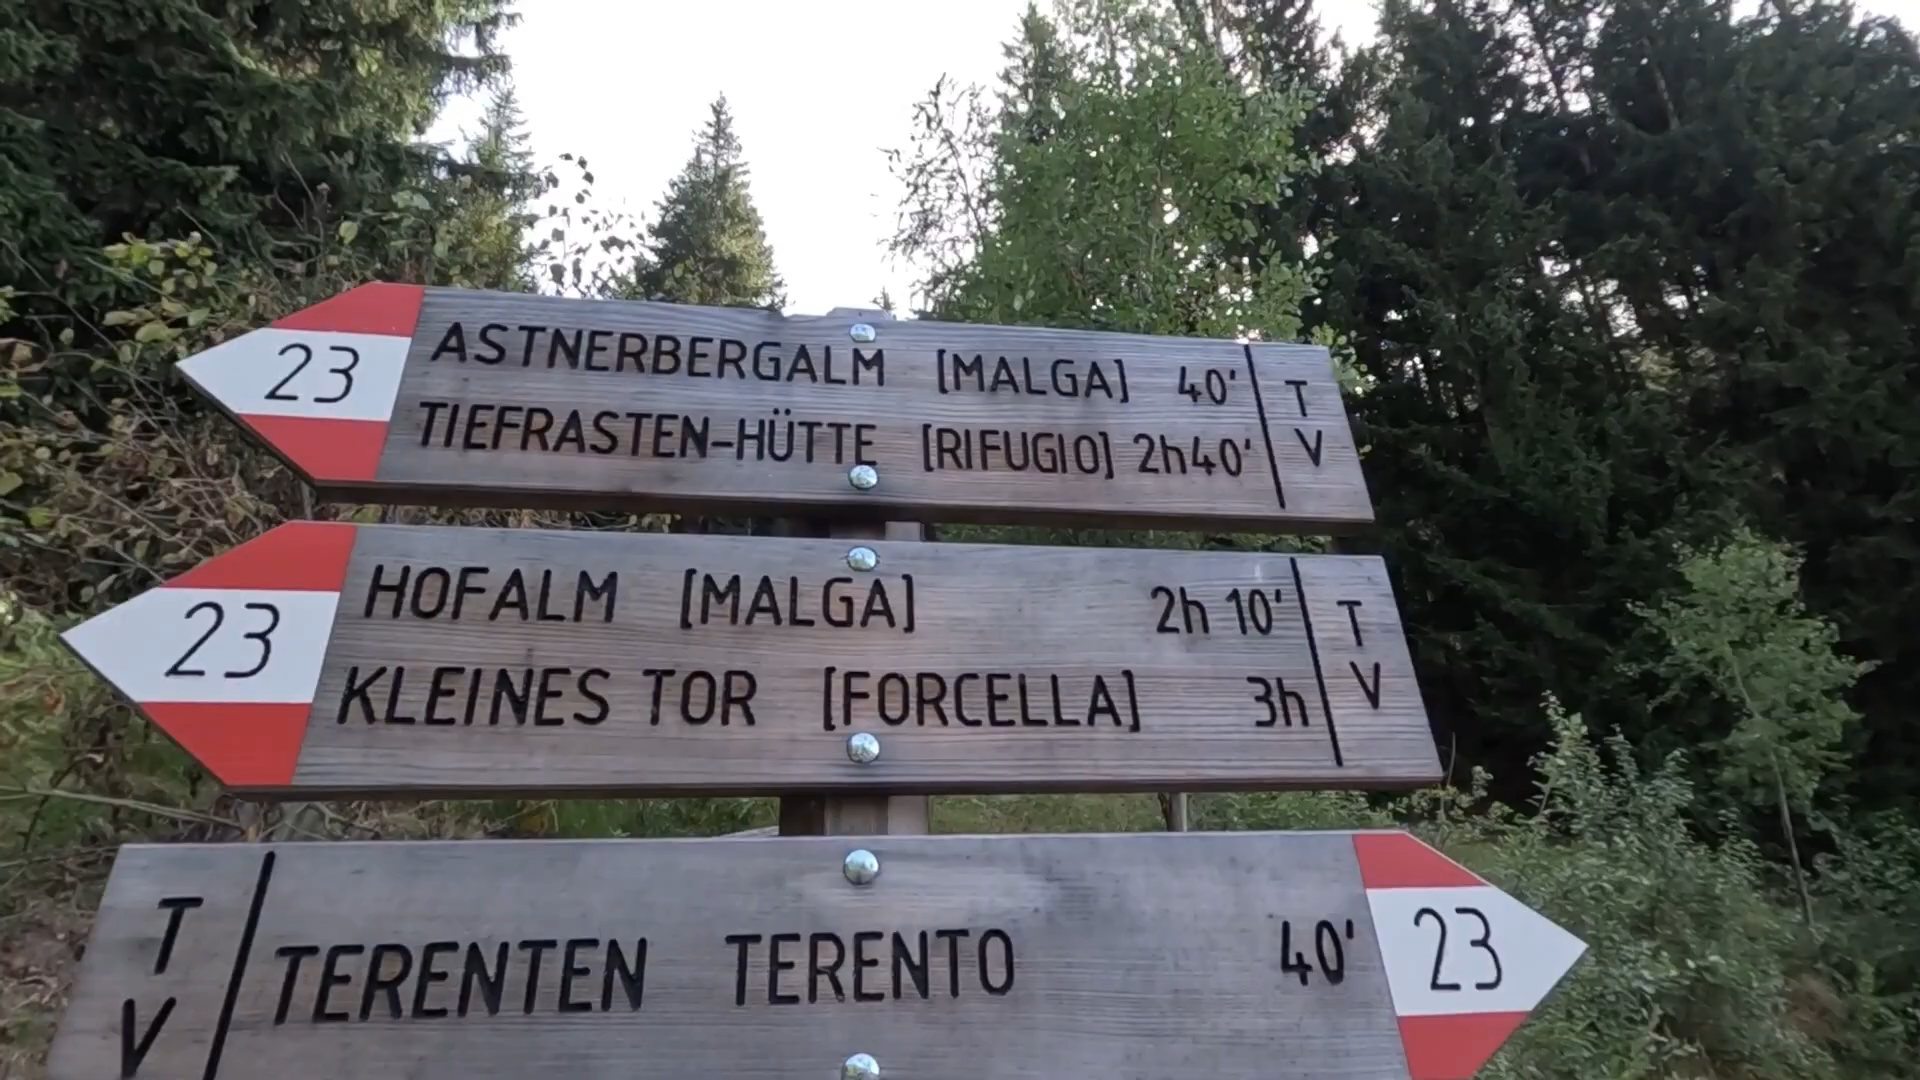 23 ASTNERBERGALM [MALGA] 40' T
TIEFRASTEN-HÜTTE [RIFUGIO] 2h40' V
23 HOFALM [MALGA] 2h 10' T
KLEINES TOR [FORCELLA] 3h V
T
V
TERENTEN TERENTO 40' 23